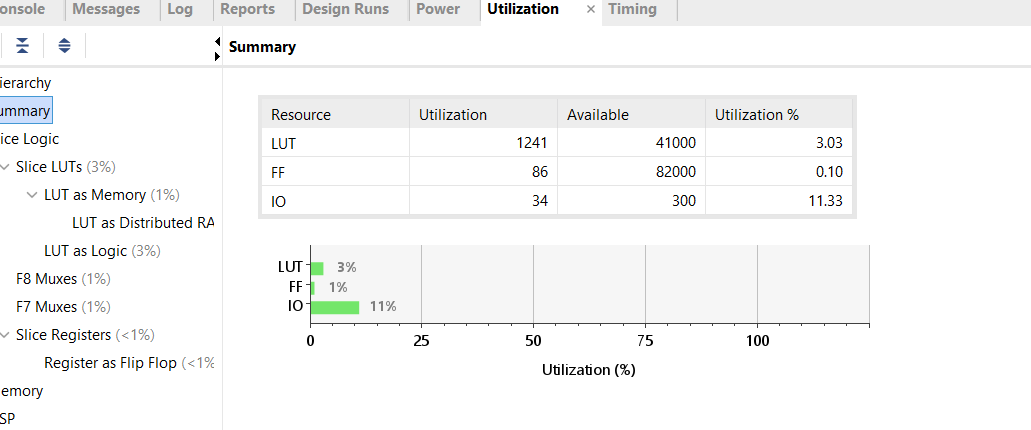 onsole Messages Log Reports Design Runs Power Utilization × Timing
Summary
ierarchy
ummary
ice Logic
Slice LUTs (3%)
LUT as Memory (1%)
LUT as Distributed RA
LUT as Logic (3%)
F8 Muxes (1%)
F7 Muxes (1%)
Slice Registers (<1%)
Register as Flip Flop (<1%
emory
SP
Resource Utilization Available Utilization %
LUT 1241 41000 3.03
FF 86 82000 0.10
IO 34 300 11.33
LUT 3%
FF 1%
IO 11%
0 25 50 75 100
Utilization (%)